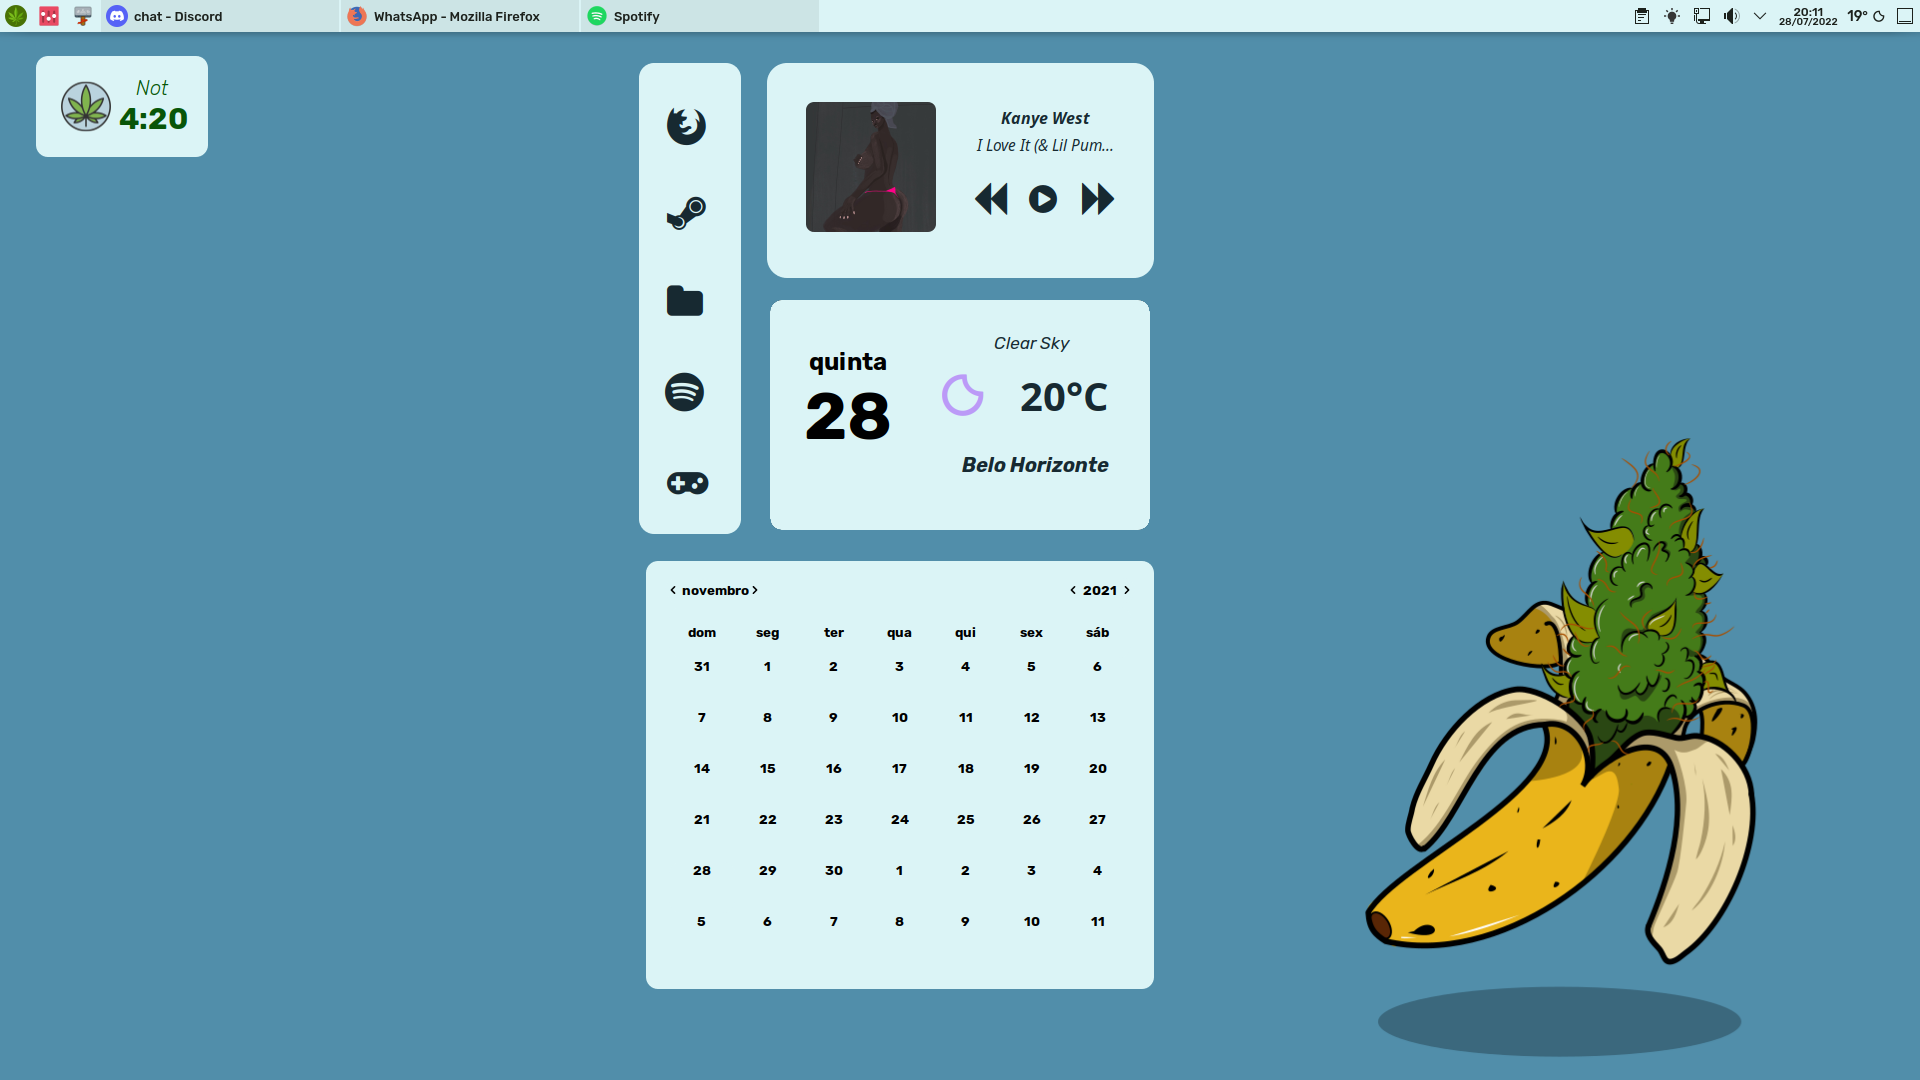 chat - Discord
WhatsApp - Mozilla Firefox
Spotify
20:11
28/07/2022
19°
Not
4:20
Kanye West
I Love It (& Lil Pum...
quinta
28
Clear Sky
20°C
Belo Horizonte
< novembro >
< 2021 >
dom seg ter qua qui sex sáb
31 1 2 3 4 5 6
7 8 9 10 11 12 13
14 15 16 17 18 19 20
21 22 23 24 25 26 27
28 29 30 1 2 3 4
5 6 7 8 9 10 11